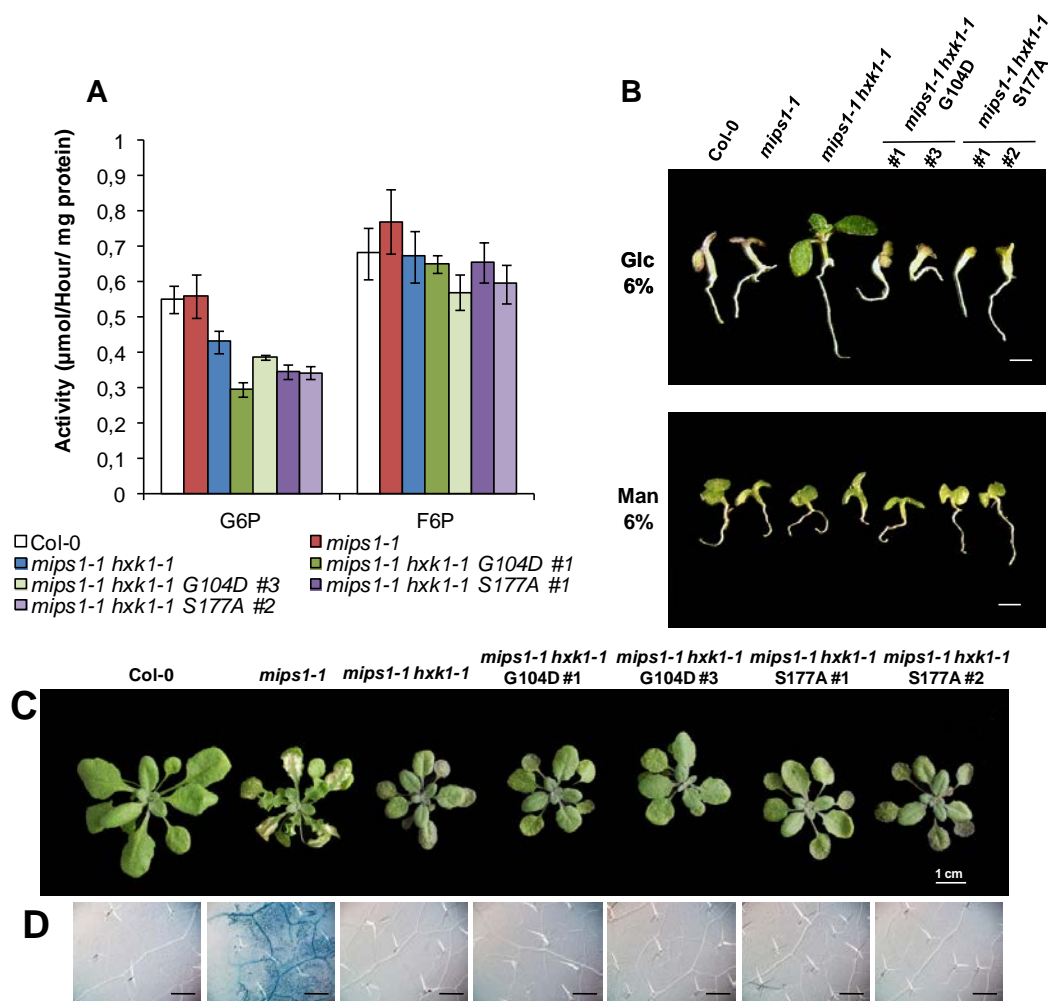 A
Activity (µmol/Hour/ mg protein)
1
0,9
0,8
0,7
0,6
0,5
0,4
0,3
0,2
0,1
0
G6P
F6P
Col-0
mips1-1
mips1-1 hxk1-1
mips1-1 hxk1-1 G104D #1
mips1-1 hxk1-1 G104D #3
mips1-1 hxk1-1 S177A #1
mips1-1 hxk1-1 S177A #2
B
Col-0
mips1-1
mips1-1 hxk1-1
mips1-1 hxk1-1
G104D
#1
#3
mips1-1 hxk1-1
S177A
#1
#2
Glc
6%
Man
6%
C
Col-0
mips1-1
mips1-1 hxk1-1
mips1-1 hxk1-1
G104D #1
mips1-1 hxk1-1
G104D #3
mips1-1 hxk1-1
S177A #1
mips1-1 hxk1-1
S177A #2
1 cm
D